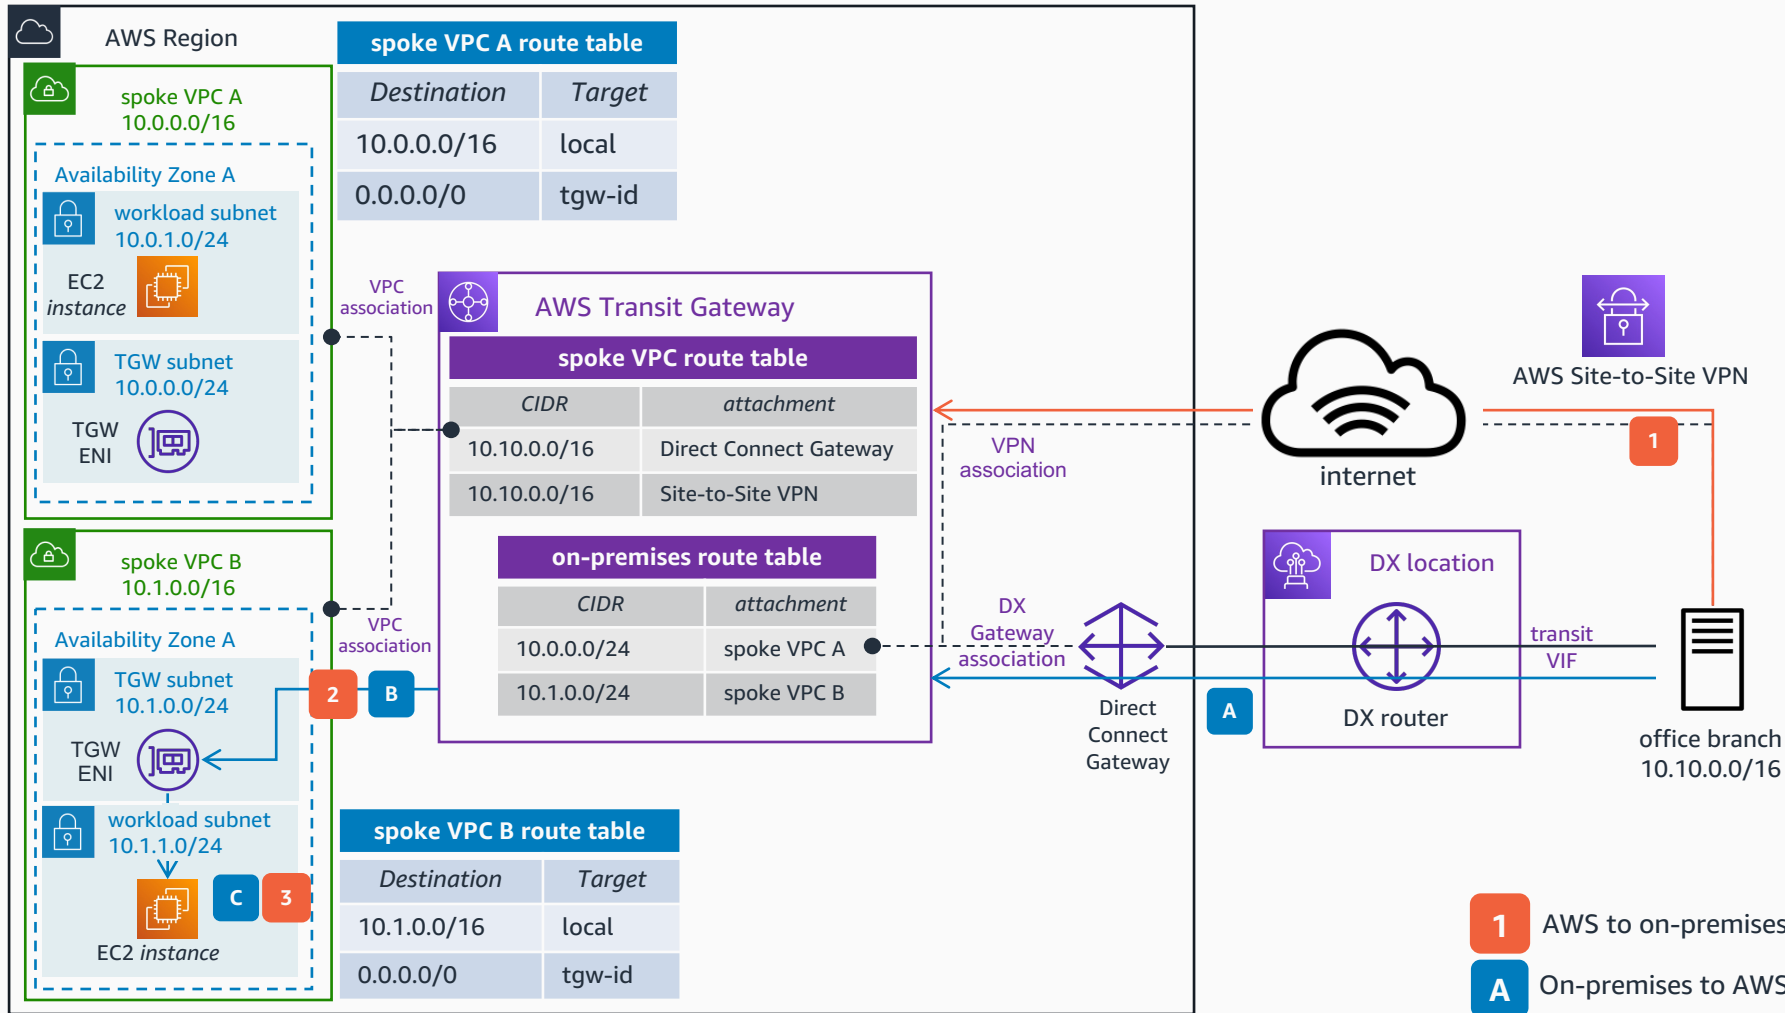 AWS Region
spoke VPC A route table
Destination Target
10.0.0.0/16 local
0.0.0.0/0 tgw-id
spoke VPC A
10.0.0.0/16
Availability Zone A
workload subnet
10.0.1.0/24
EC2
instance
TGW subnet
10.0.0.0/24
TGW
ENI
VPC
association
AWS Transit Gateway
spoke VPC route table
CIDR attachment
10.10.0.0/16 Direct Connect Gateway
10.10.0.0/16 Site-to-Site VPN
on-premises route table
CIDR attachment
10.0.0.0/24 spoke VPC A
10.1.0.0/24 spoke VPC B
VPN
association
internet
AWS Site-to-Site VPN
1
spoke VPC B
10.1.0.0/16
Availability Zone A
TGW subnet
10.1.0.0/24
TGW
ENI
workload subnet
10.1.1.0/24
C 3
EC2 instance
VPC
association
2 B
DX
Gateway
association
Direct
Connect
Gateway
A
DX location
DX router
transit
VIF
office branch
10.10.0.0/16
spoke VPC B route table
Destination Target
10.1.0.0/16 local
0.0.0.0/0 tgw-id
1 AWS to on-premises
A On-premises to AWS